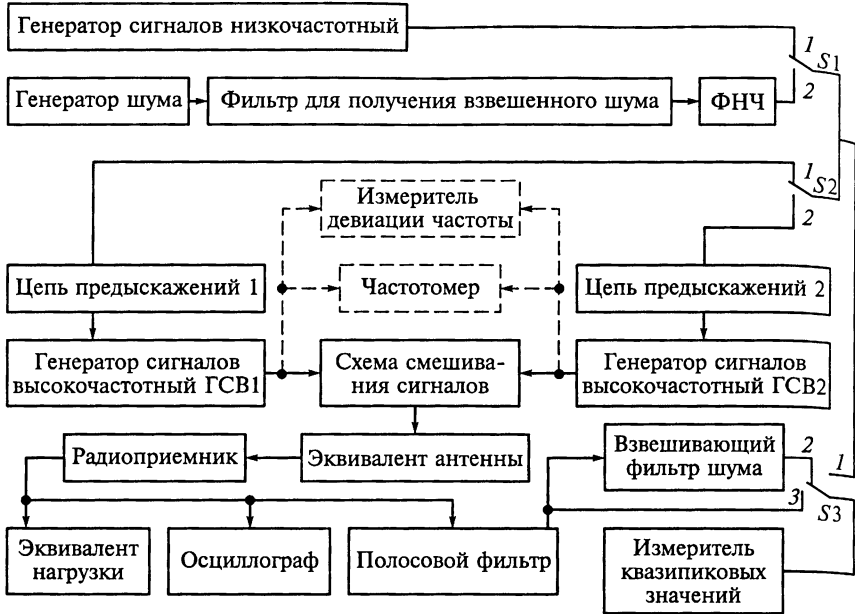 Генератор сигналов низкочастотный
1
S1
Генератор шума
Фильтр для получения взвешенного шума
ФНЧ
2
1
S2
Измеритель
девиации частоты
2
Цепь предыскажений 1
Частотомер
Цепь предыскажений 2
Генератор сигналов
высокочастотный ГСВ1
Схема смешива-
ния сигналов
Генератор сигналов
высокочастотный ГСВ2
Радиоприемник
Эквивалент антенны
Взвешивающий
фильтр шума
2
1
3
S3
Эквивалент
нагрузки
Осциллограф
Полосовой фильтр
Измеритель
квазипиковых
значений